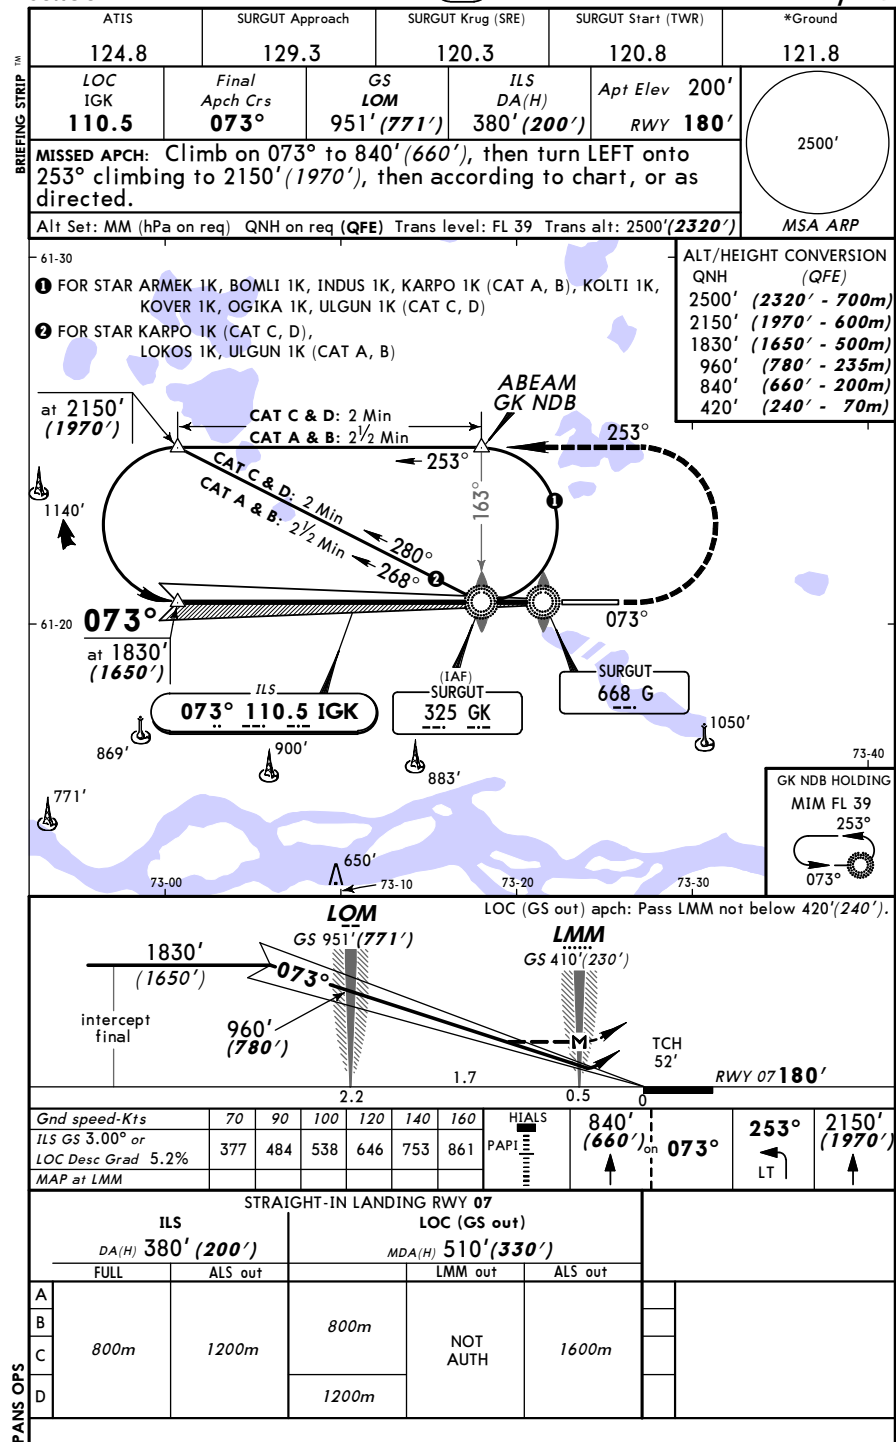 ATIS
124.8
SURGUT Approach
129.3
SURGUT Krug (SRE)
120.3
SURGUT Start (TWR)
120.8
*Ground
121.8
BRIEFING STRIP TM
LOC
IGK
110.5
Final
Apch Crs
073°
GS
LOM
951' (771')
ILS
DA(H)
380' (200')
Apt Elev 200'
RWY 180'
2500'
MSA ARP
MISSED APCH: Climb on 073° to 840' (660'), then turn LEFT onto
253° climbing to 2150' (1970'), then according to chart, or as
directed.
Alt Set: MM (hPa on req) QNH on req (QFE) Trans level: FL 39 Trans alt: 2500' (2320')
61-30
❶ FOR STAR ARMEK 1K, BOMLI 1K, INDUS 1K, KARPO 1K (CAT A, B), KOLTI 1K,
KOVER 1K, OGIKA 1K, ULGUN 1K (CAT C, D)
❷ FOR STAR KARPO 1K (CAT C, D),
LOKOS 1K, ULGUN 1K (CAT A, B)
ALT/HEIGHT CONVERSION
QNH (QFE)
2500' (2320' - 700m)
2150' (1970' - 600m)
1830' (1650' - 500m)
960' (780' - 235m)
840' (660' - 200m)
420' (240' - 70m)
at 2150'
(1970')
CAT C & D: 2 Min
CAT A & B: 2 1/2 Min
ABEAM
GK NDB
253°
253°
163°
❶
CAT C & D: 2 Min
CAT A & B: 2 1/2 Min
280°
268°
❷
1140'
073°
at 1830'
(1650')
61-20
073°
ILS
073° 110.5 IGK
(IAF)
SURGUT
325 GK
SURGUT
668 G
869'
900'
883'
1050'
771'
650'
73-40
GK NDB HOLDING
MIM FL 39
253°
073°
73-00
73-10
73-20
73-30
LOC (GS out) apch: Pass LMM not below 420' (240').
LOM
GS 951' (771')
LMM
GS 410' (230')
1830'
(1650')
073°
intercept
final
960'
(780')
M
TCH
52'
RWY 07 180'
2.2
1.7
0.5
0
Gnd speed-Kts 70 90 100 120 140 160
ILS GS 3.00° or
LOC Desc Grad 5.2%
377 484 538 646 753 861
MAP at LMM
HIALS
PAPI
840'
(660') on 073°
253°
LT
2150'
(1970')
STRAIGHT-IN LANDING RWY 07
ILS
DA(H) 380' (200')
LOC (GS out)
MDA(H) 510' (330')
FULL
ALS out
LMM out
ALS out
A
B
C
D
800m
1200m
800m
1200m
NOT
AUTH
1600m
PANS OPS